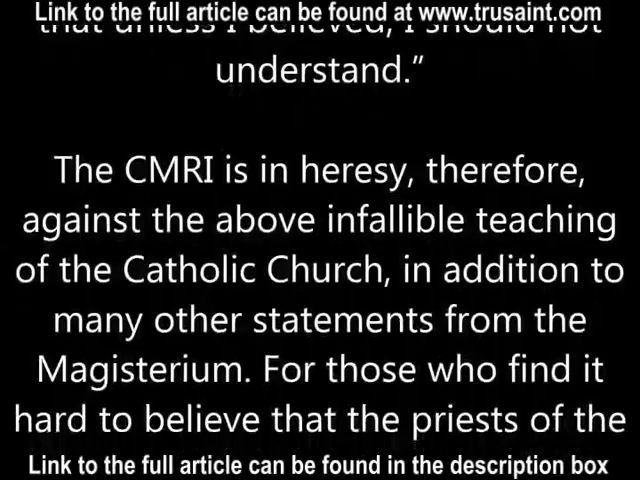 Link to the full article can be found at www.trusaint.com
that unless I believed, I should not
understand.”
The CMRI is in heresy, therefore,
against the above infallible teaching
of the Catholic Church, in addition to
many other statements from the
Magisterium. For those who find it
hard to believe that the priests of the
Link to the full article can be found in the description box